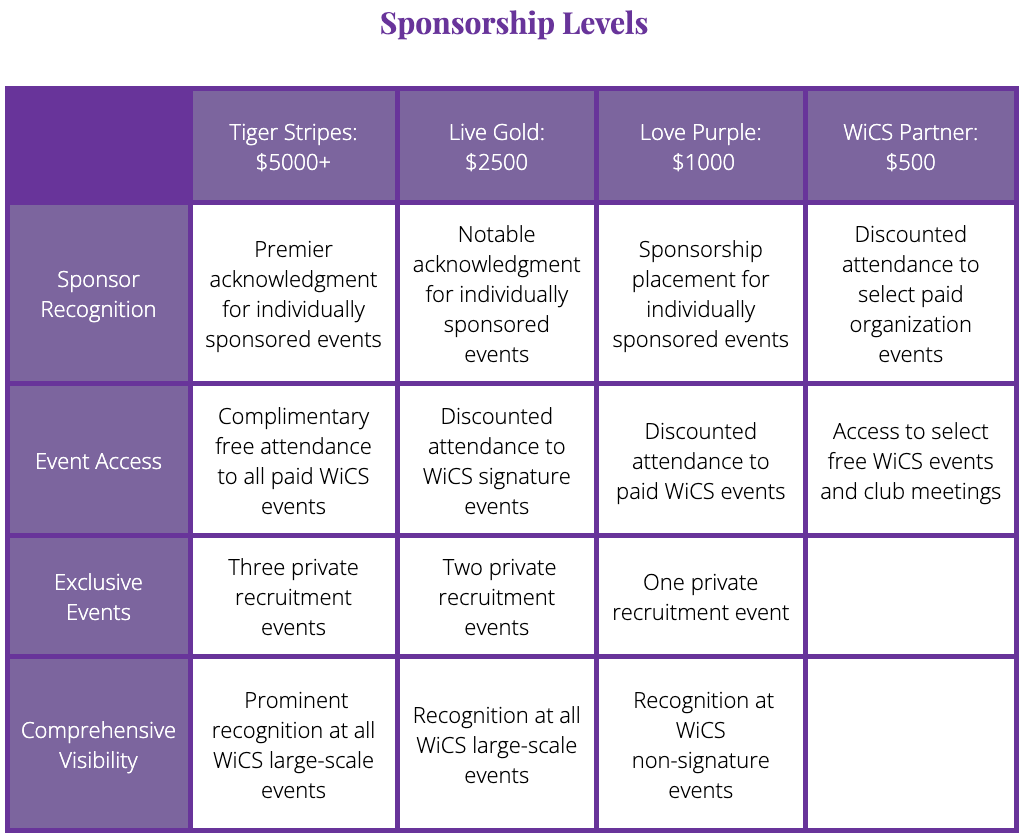 Sponsorship Levels
Tiger Stripes:
$5000+
Live Gold:
$2500
Love Purple:
$1000
WiCS Partner:
$500
Sponsor
Recognition
Premier
acknowledgment
for individually
sponsored events
Notable
acknowledgment
for individually
sponsored
events
Sponsorship
placement for
individually
sponsored events
Discounted
attendance to
select paid
organization
events
Event Access
Complimentary
free attendance
to all paid WiCS
events
Discounted
attendance to
WiCS signature
events
Discounted
attendance to
paid WiCS events
Access to select
free WiCS events
and club meetings
Exclusive
Events
Three private
recruitment
events
Two private
recruitment
events
One private
recruitment event
Comprehensive
Visibility
Prominent
recognition at all
WiCS large-scale
events
Recognition at all
WiCS large-scale
events
Recognition at
WiCS
non-signature
events